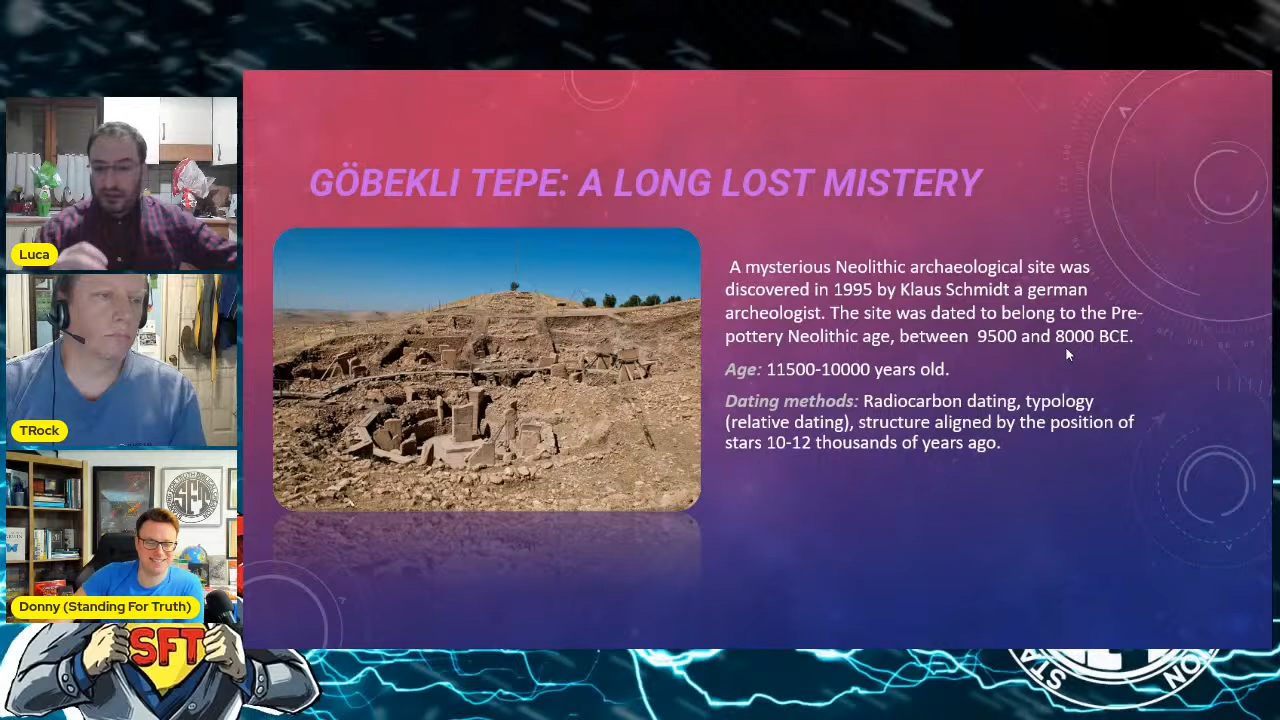 GÖBEKLI TEPE: A LONG LOST MISTERY
A mysterious Neolithic archaeological site was
discovered in 1995 by Klaus Schmidt a german
archeologist. The site was dated to belong to the Pre-
pottery Neolithic age, between 9500 and 8000 BCE.
Age: 11500-10000 years old.
Dating methods: Radiocarbon dating, typology
(relative dating), structure aligned by the position of
stars 10-12 thousands of years ago.
Luca
TRock
SFT
Donny (Standing For Truth)
SFT
STA
ON